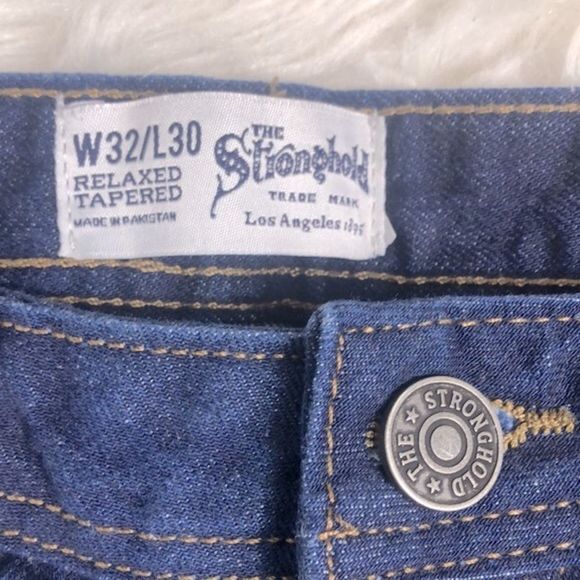 W32/L30
RELAXED
TAPERED
MADE IN PAKISTAN
THE
Stronghold
TRADE MARK
Los Angeles 1895
★ STRONGHOLD ★ THE